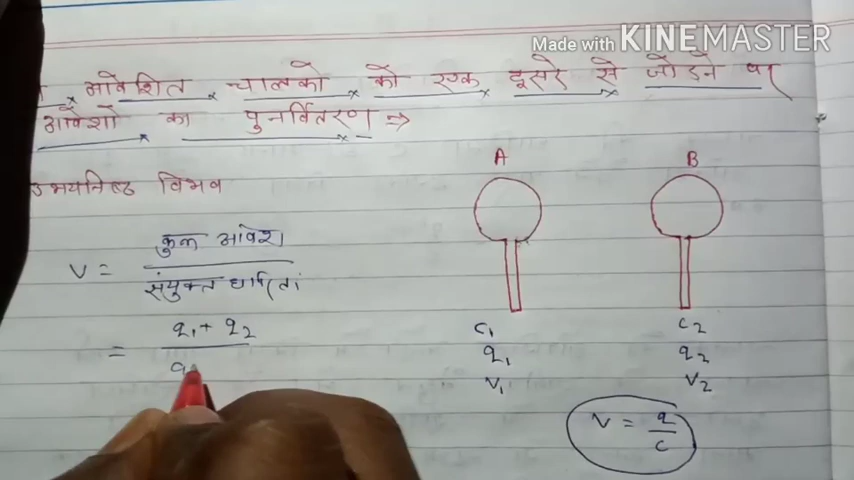 Made with KINEMASTER
आवेशित चालको को एक दूसरे से जोडने पर
आवेशो का पुनर्वितरण ⇒
उभयनिष्ठ विभव
A B
V = कुल आवेश / संयुक्त धारिता
= q₁ + q₂ /
C₁ C₂
q₁ q₂
V₁ V₂
V = q / C